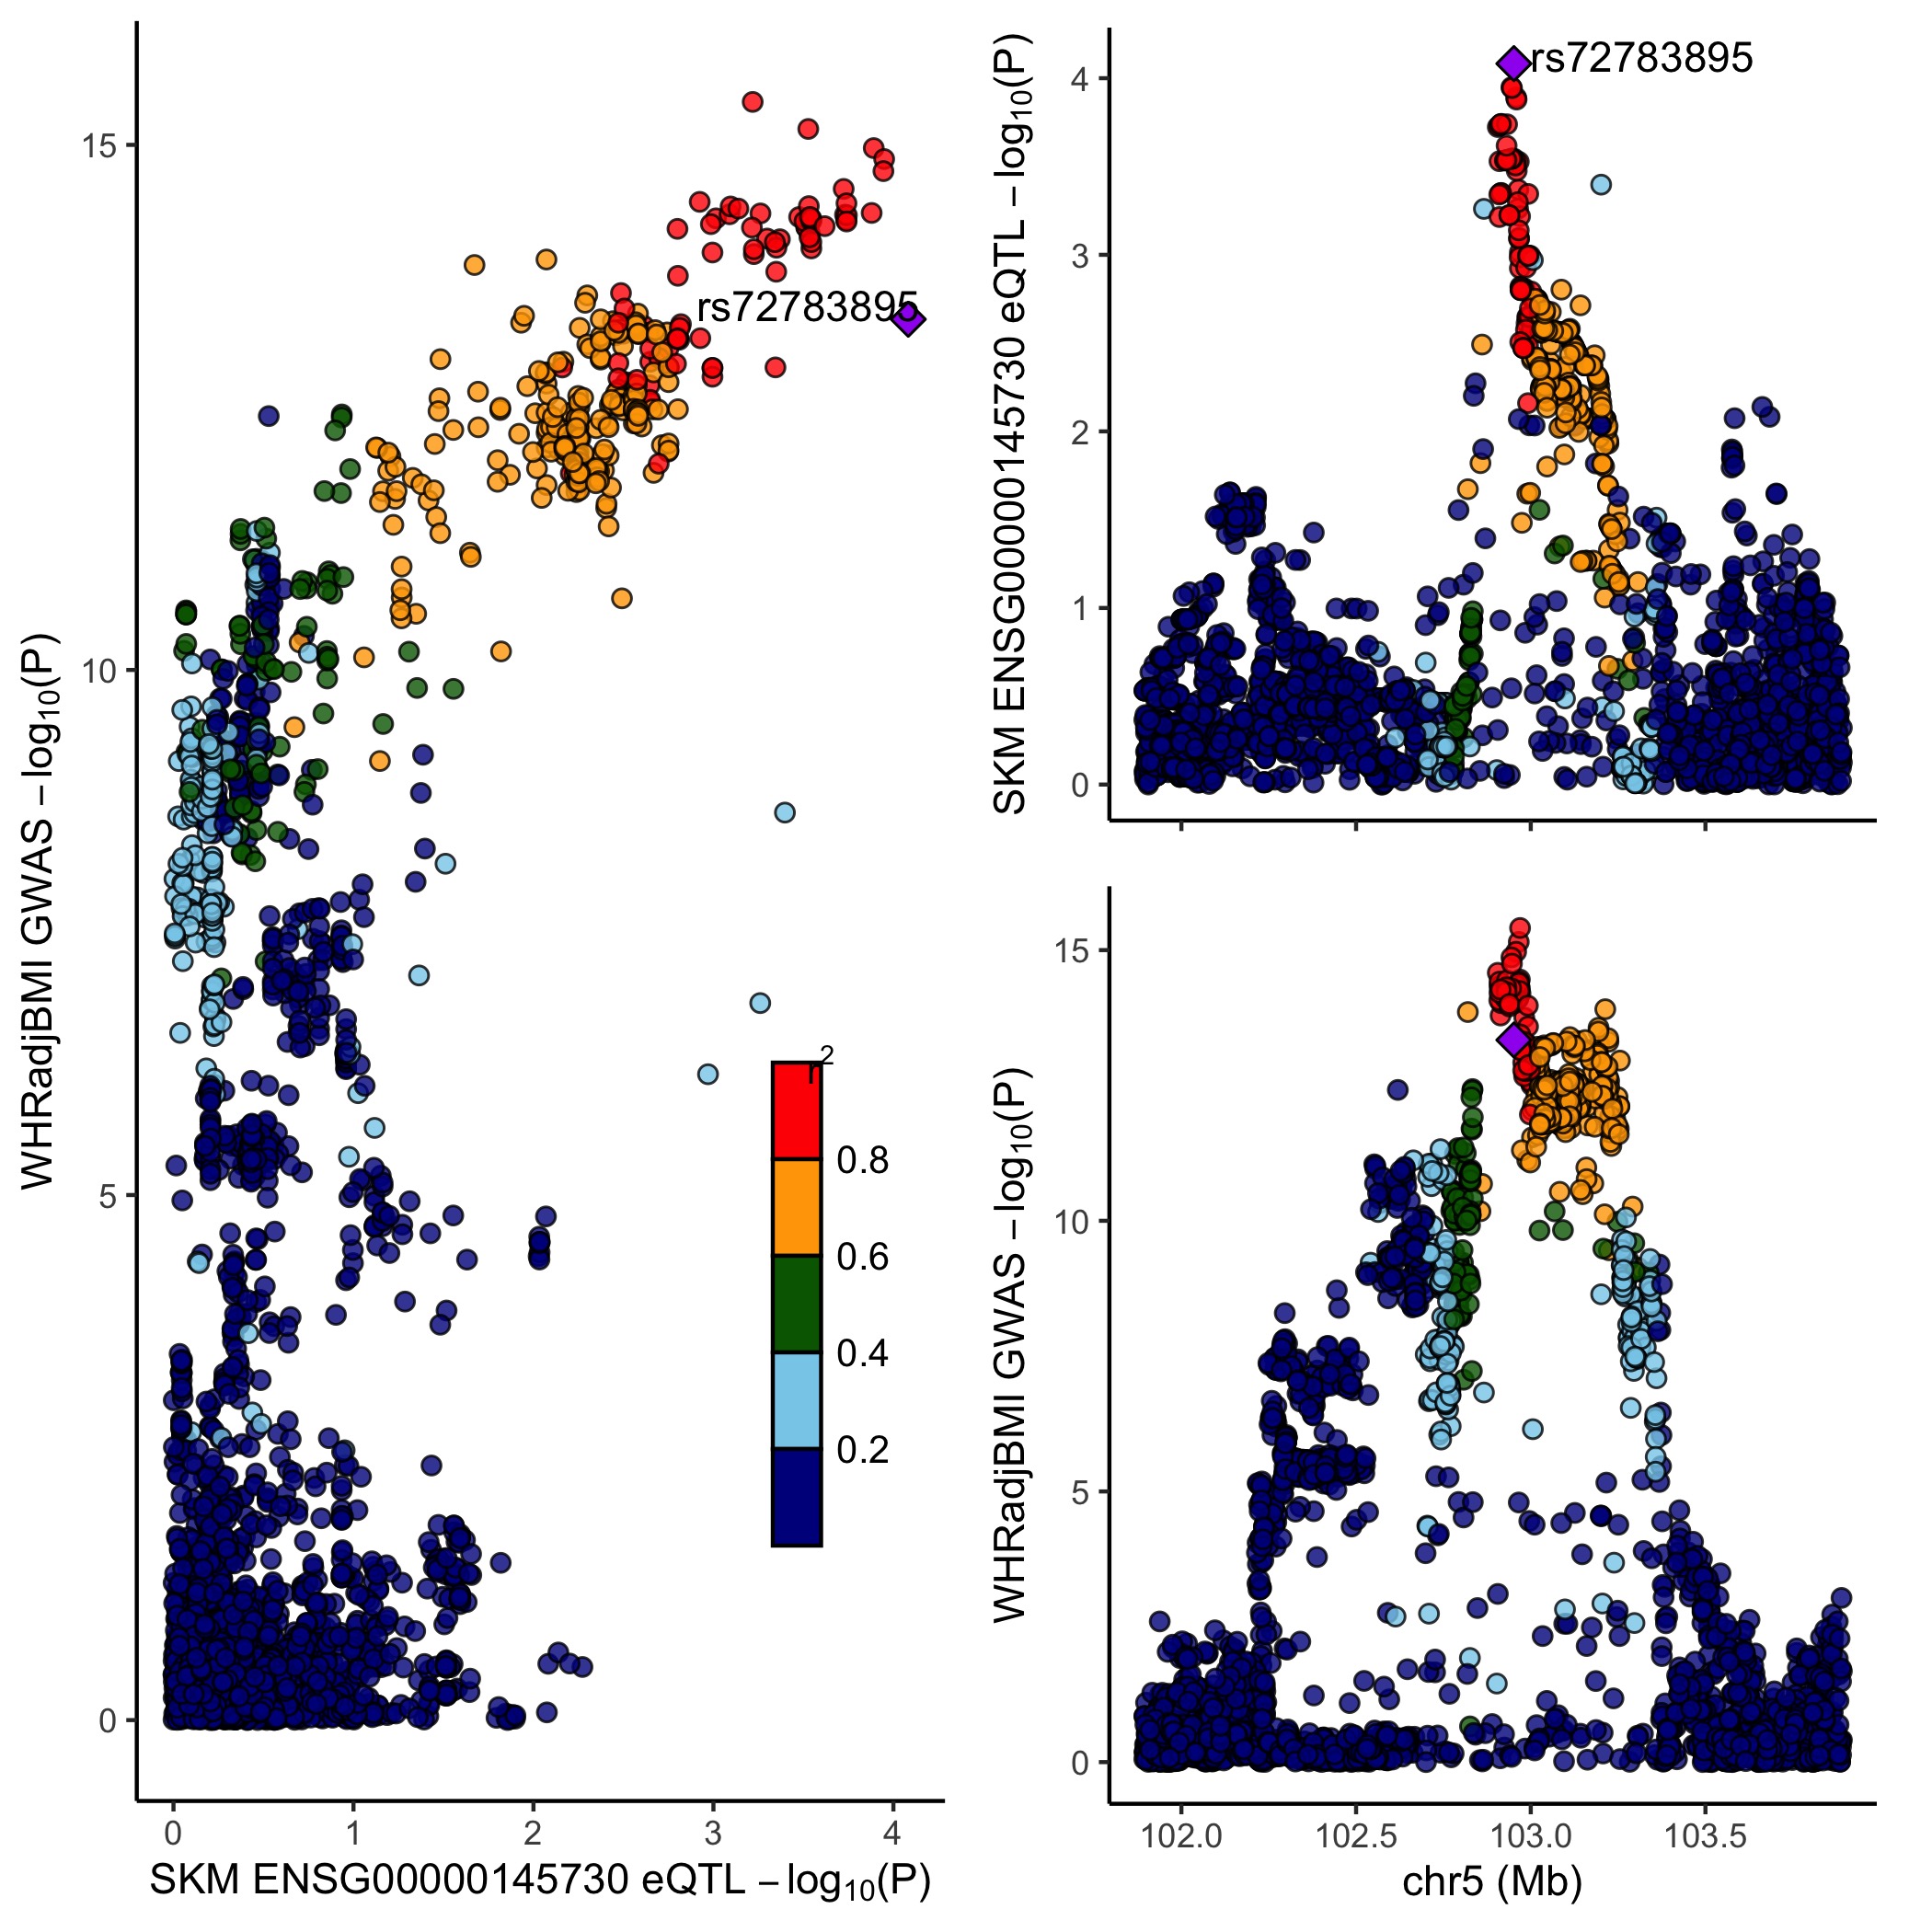 WHRadjBMI GWAS −log10(P)
15
10
5
0
rs72783895
r2
0.8
0.6
0.4
0.2
0 1 2 3 4
SKM ENSG00000145730 eQTL −log10(P)
SKM ENSG00000145730 eQTL −log10(P)
4
3
2
1
0
rs72783895
WHRadjBMI GWAS −log10(P)
15
10
5
0
102.0 102.5 103.0 103.5
chr5 (Mb)